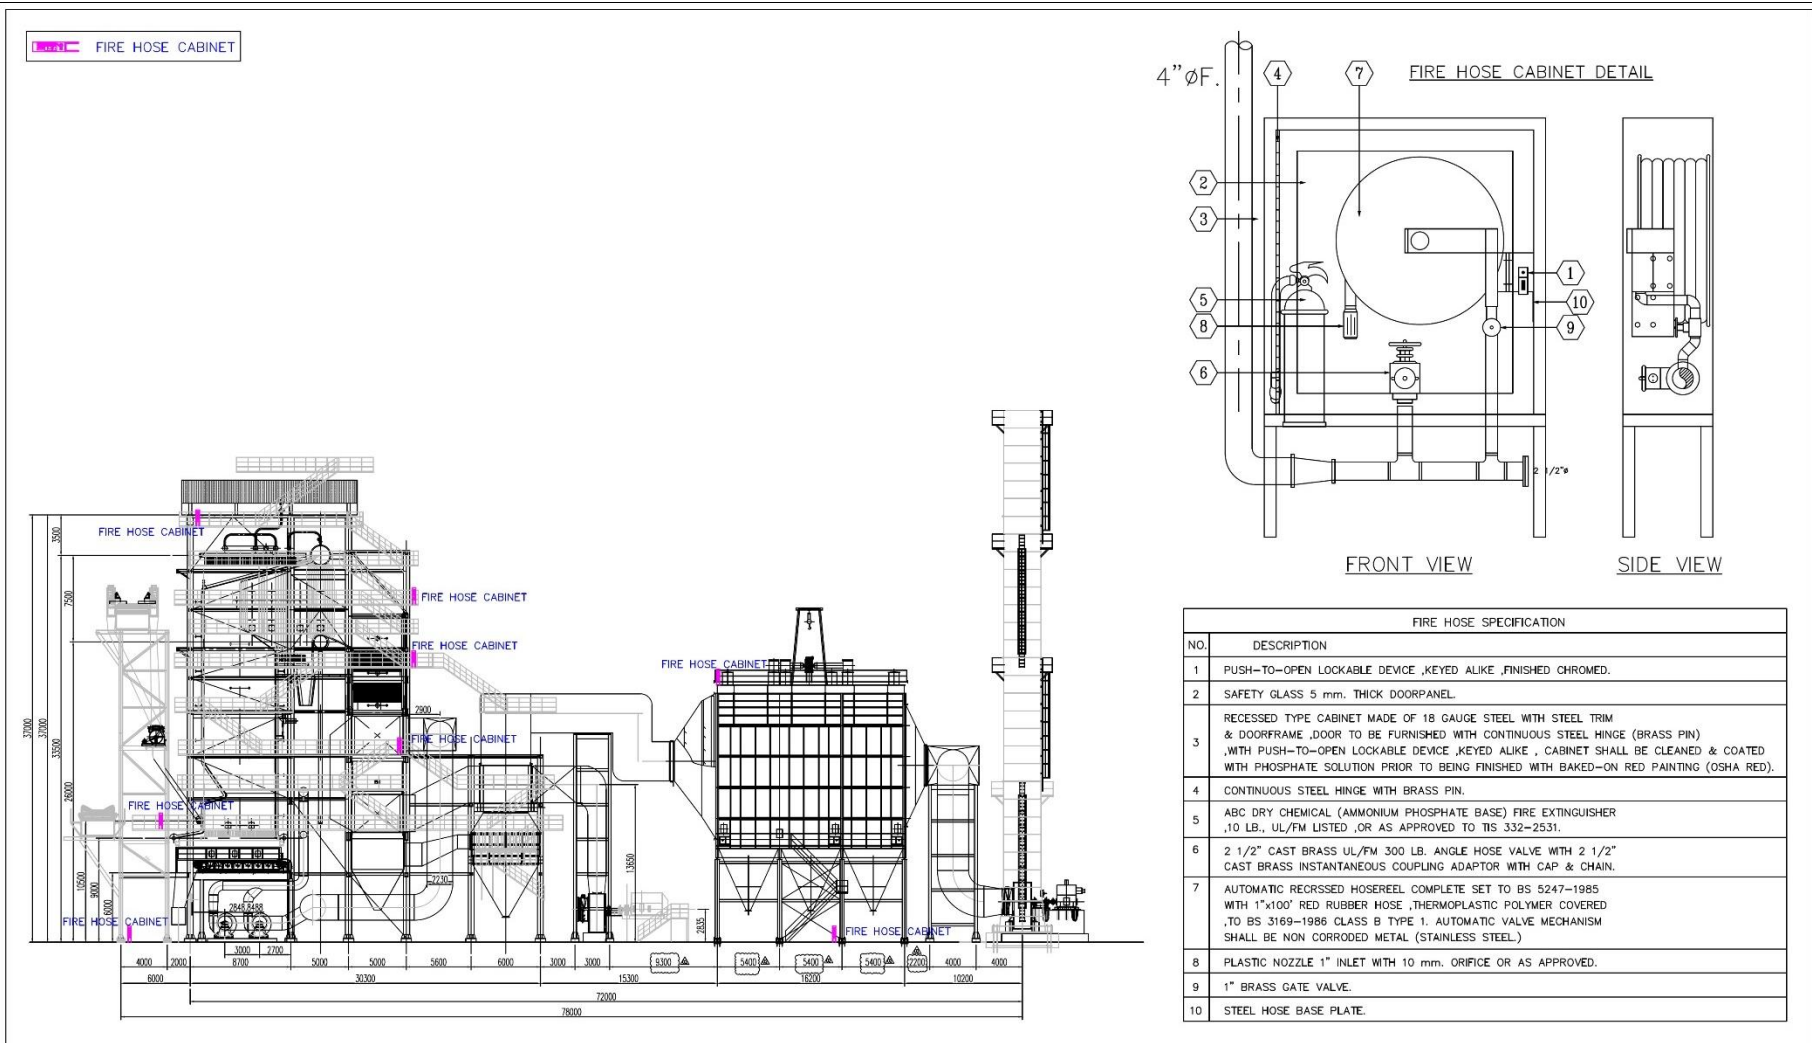 FIRE HOSE CABINET
4"øF.
4
7
FIRE HOSE CABINET DETAIL
2
3
1
5
10
8
9
6
2 1/2"ø
FRONT VIEW
SIDE VIEW
FIRE HOSE CABINET
FIRE HOSE CABINET
FIRE HOSE CABINET
FIRE HOSE CABINET
FIRE HOSE CABINET
FIRE HOSE CABINET
FIRE HOSE CABINET
FIRE HOSE CABINET
37000
37000
3500
7500
33500
26000
10500
9000
6000
2900
2230
13650
2835
3000
2700
4000
2000
8700
5000
5000
5600
6000
3000
3000
9300
5400
5400
5400
2200
4000
4000
6000
30300
15300
16200
10200
72000
78000
FIRE HOSE SPECIFICATION
NO. DESCRIPTION
1 PUSH-TO-OPEN LOCKABLE DEVICE ,KEYED ALIKE ,FINISHED CHROMED.
2 SAFETY GLASS 5 mm. THICK DOORPANEL.
3 RECESSED TYPE CABINET MADE OF 18 GAUGE STEEL WITH STEEL TRIM
& DOORFRAME ,DOOR TO BE FURNISHED WITH CONTINUOUS STEEL HINGE (BRASS PIN)
,WITH PUSH-TO-OPEN LOCKABLE DEVICE ,KEYED ALIKE , CABINET SHALL BE CLEANED & COATED
WITH PHOSPHATE SOLUTION PRIOR TO BEING FINISHED WITH BAKED-ON RED PAINTING (OSHA RED).
4 CONTINUOUS STEEL HINGE WITH BRASS PIN.
5 ABC DRY CHEMICAL (AMMONIUM PHOSPHATE BASE) FIRE EXTINGUISHER
,10 LB., UL/FM LISTED ,OR AS APPROVED TO TIS 332-2531.
6 2 1/2" CAST BRASS UL/FM 300 LB. ANGLE HOSE VALVE WITH 2 1/2"
CAST BRASS INSTANTANEOUS COUPLING ADAPTOR WITH CAP & CHAIN.
7 AUTOMATIC RECRSSED HOSEREEL COMPLETE SET TO BS 5247-1985
WITH 1"x100' RED RUBBER HOSE ,THERMOPLASTIC POLYMER COVERED
,TO BS 3169-1986 CLASS B TYPE 1. AUTOMATIC VALVE MECHANISM
SHALL BE NON CORRODED METAL (STAINLESS STEEL.)
8 PLASTIC NOZZLE 1" INLET WITH 10 mm. ORIFICE OR AS APPROVED.
9 1" BRASS GATE VALVE.
10 STEEL HOSE BASE PLATE.